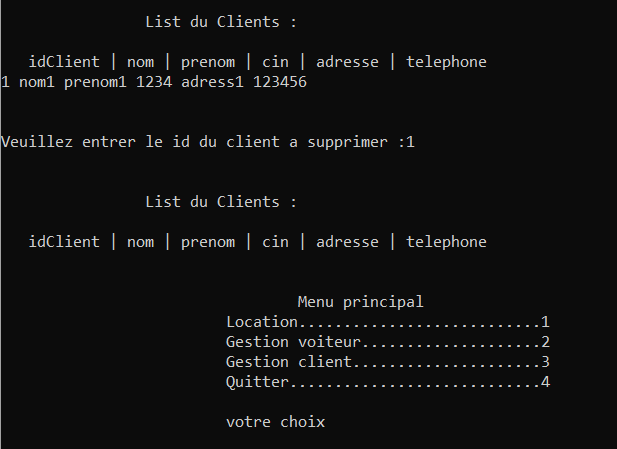 List du Clients :
idClient | nom | prenom | cin | adresse | telephone
1 nom1 prenom1 1234 adress1 123456
Veuillez entrer le id du client a supprimer :1
List du Clients :
idClient | nom | prenom | cin | adresse | telephone
Menu principal
Location...........................1
Gestion voiteur....................2
Gestion client.....................3
Quitter............................4
votre choix